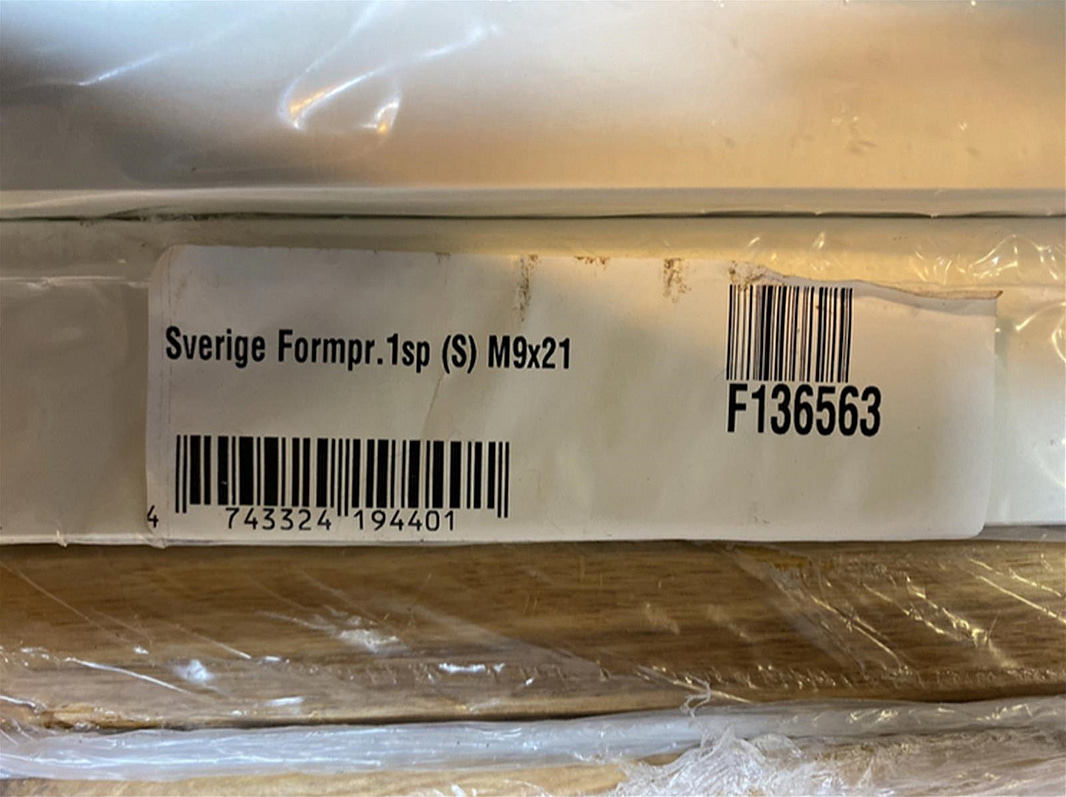 Sverige Formpr.1sp (S) M9x21
F136563
4 743324 194401